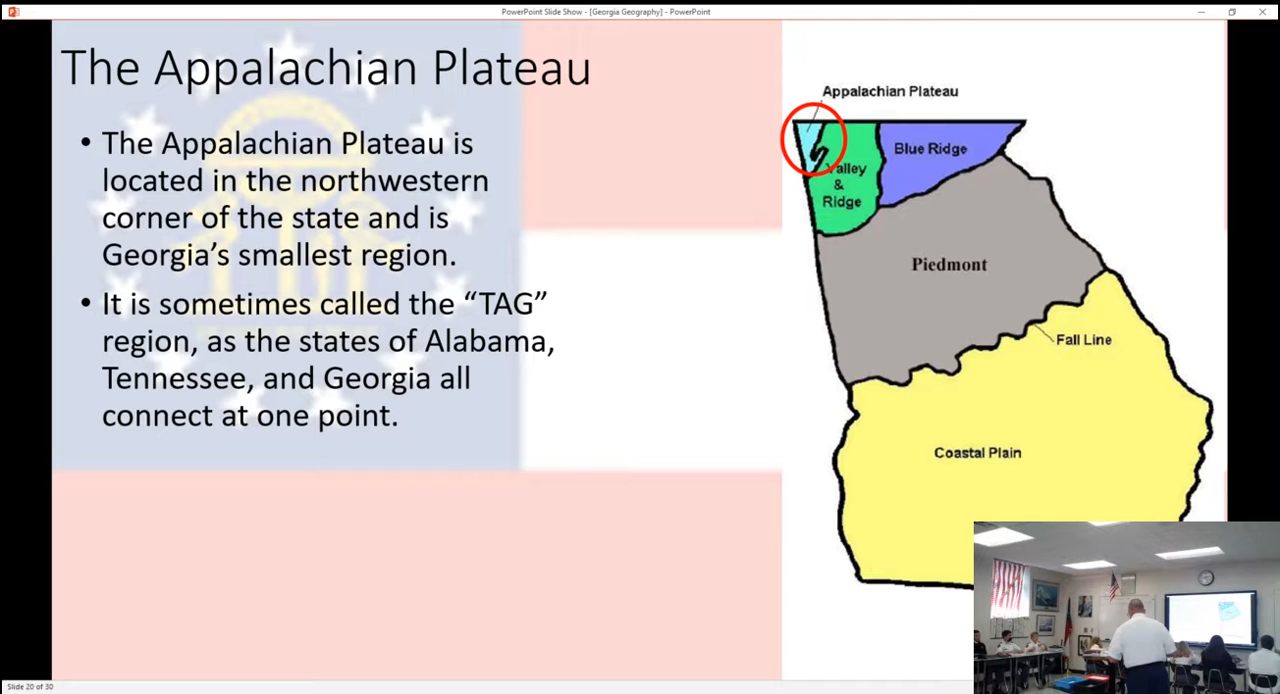 PowerPoint Slide Show - [Georgia Geography] - PowerPoint
The Appalachian Plateau
• The Appalachian Plateau is
located in the northwestern
corner of the state and is
Georgia’s smallest region.
• It is sometimes called the “TAG”
region, as the states of Alabama,
Tennessee, and Georgia all
connect at one point.
Appalachian Plateau
Blue Ridge
Valley
&
Ridge
Piedmont
Fall Line
Coastal Plain
Slide 20 of 30